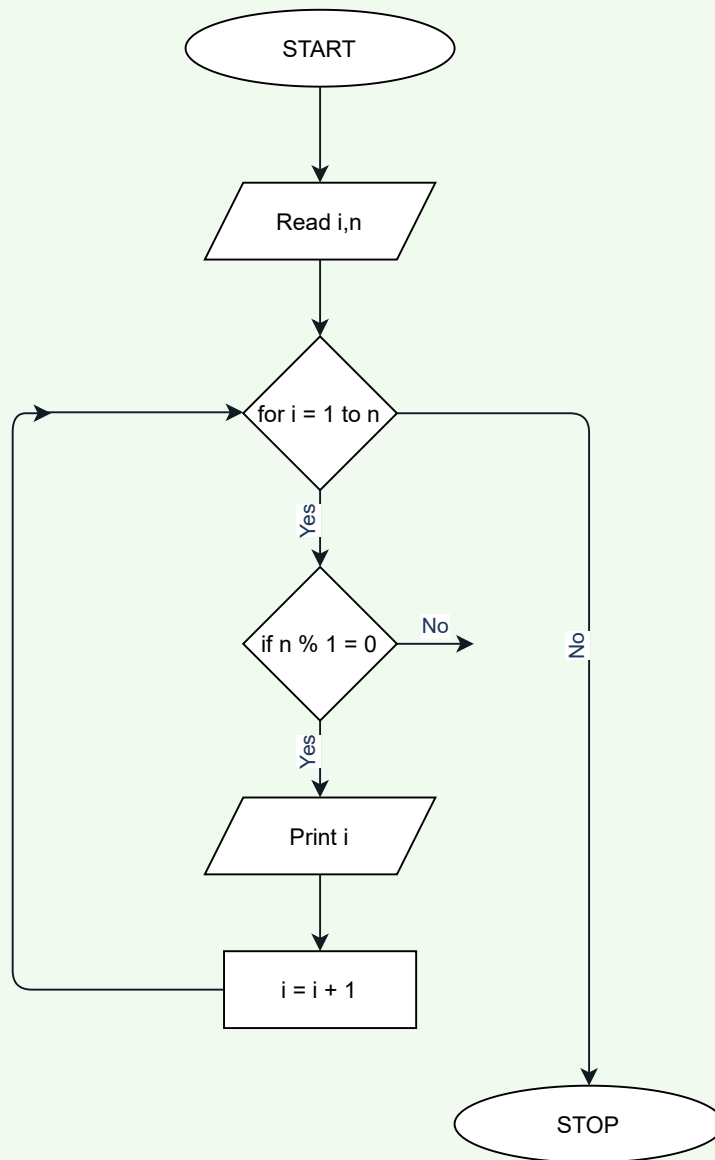 START
Read i,n
for i = 1 to n
Yes
if n % 1 = 0
No
No
Yes
Print i
i = i + 1
STOP